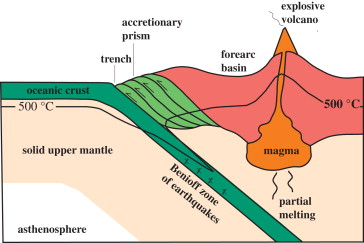 explosive
volcano
accretionary
prism
trench
forearc
basin
oceanic crust
500 °C
500 °C
solid upper mantle
magma
Benioff zone
of earthquakes
partial
melting
asthenosphere